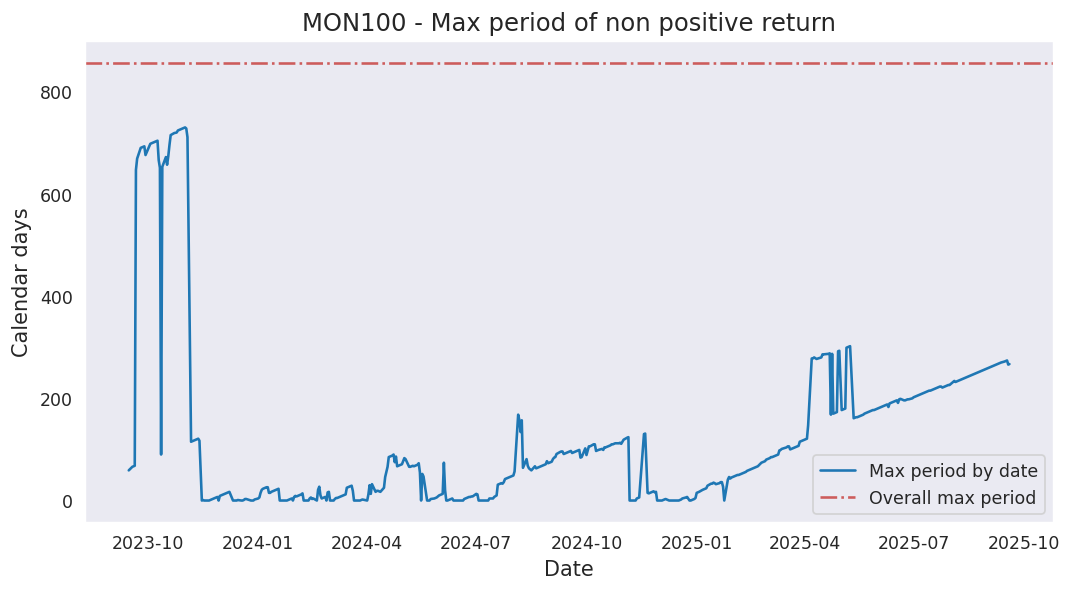 MON100 - Max period of non positive return
Calendar days
800
600
400
200
0
2023-10 2024-01 2024-04 2024-07 2024-10 2025-01 2025-04 2025-07 2025-10
Date
Max period by date
Overall max period